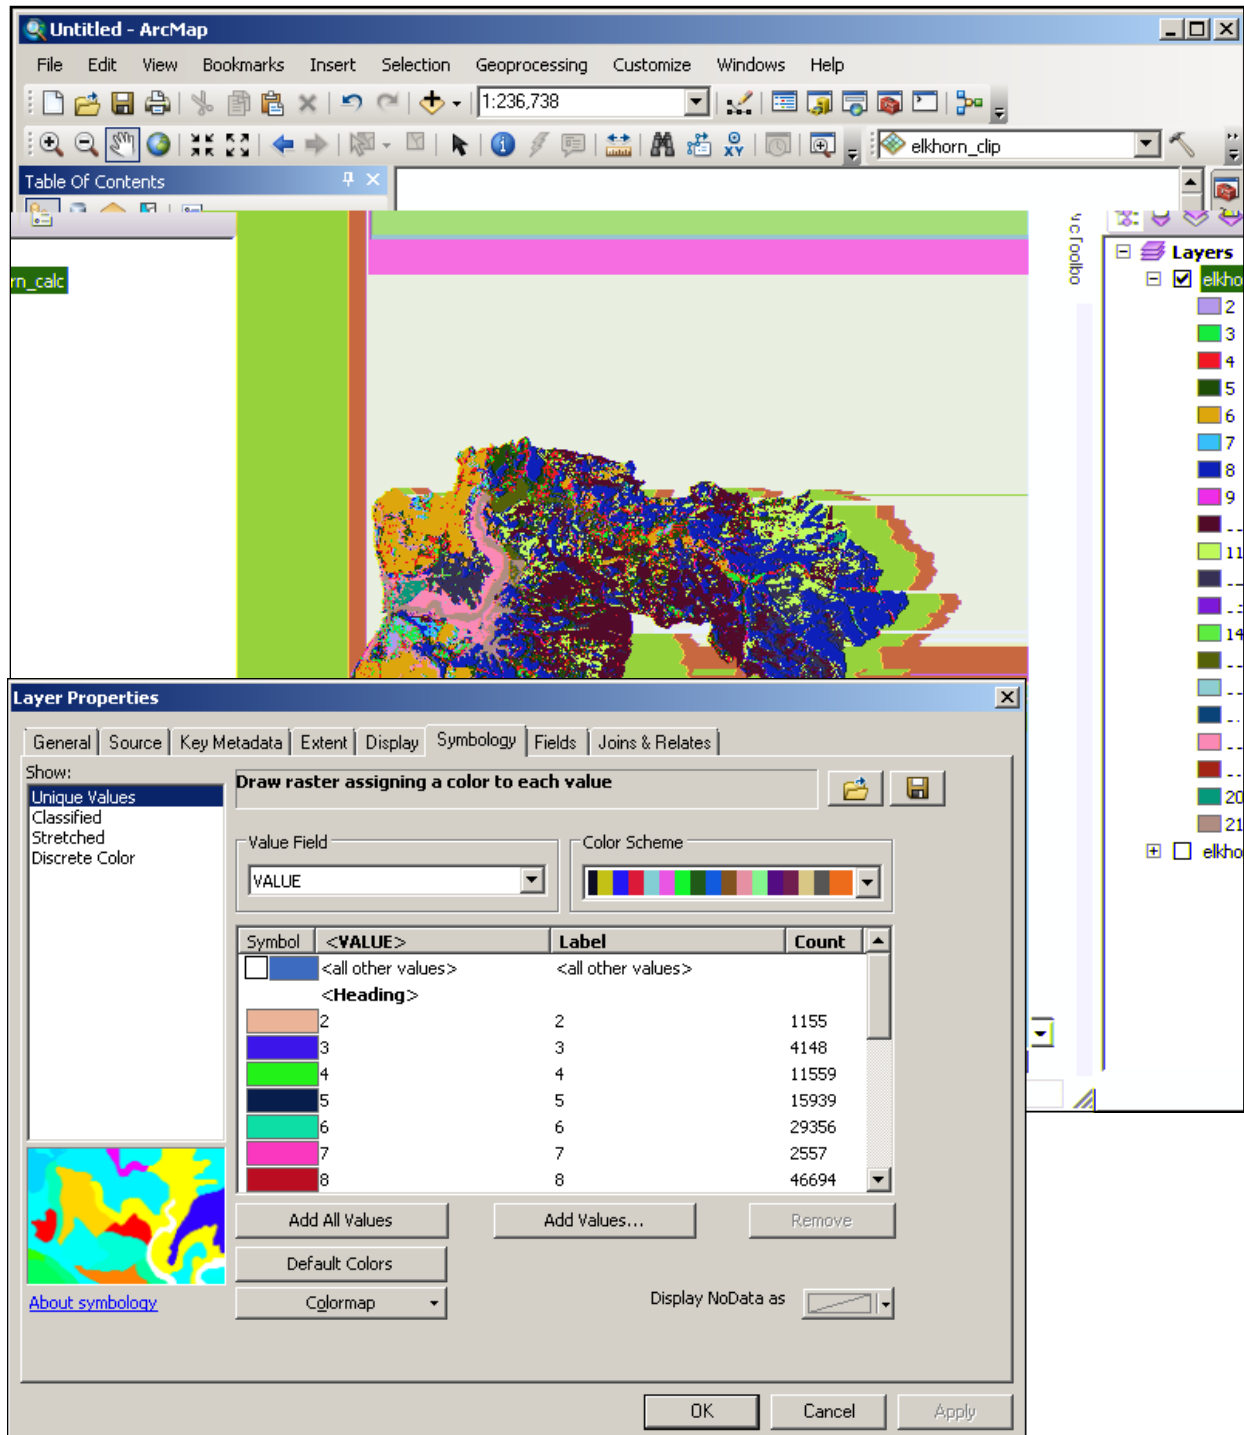 Untitled - ArcMap
File Edit View Bookmarks Insert Selection Geoprocessing Customize Windows Help
1:236,738
XY elkhorn_clip
Table Of Contents
Layers
rn_calc
elkho
2
3
4
5
6
7
8
9
11
14
20
21
elkho
Layer Properties
General Source Key Metadata Extent Display Symbology Fields Joins & Relates
Show:
Unique Values
Classified
Stretched
Discrete Color
Draw raster assigning a color to each value
Value Field
VALUE
Color Scheme
Symbol <VALUE> Label Count
<all other values> <all other values>
<Heading>
2 2 1155
3 3 4148
4 4 11559
5 5 15939
6 6 29356
7 7 2557
8 8 46694
Add All Values Add Values... Remove
Default Colors
Colormap
Display NoData as
About symbology
OK Cancel Apply